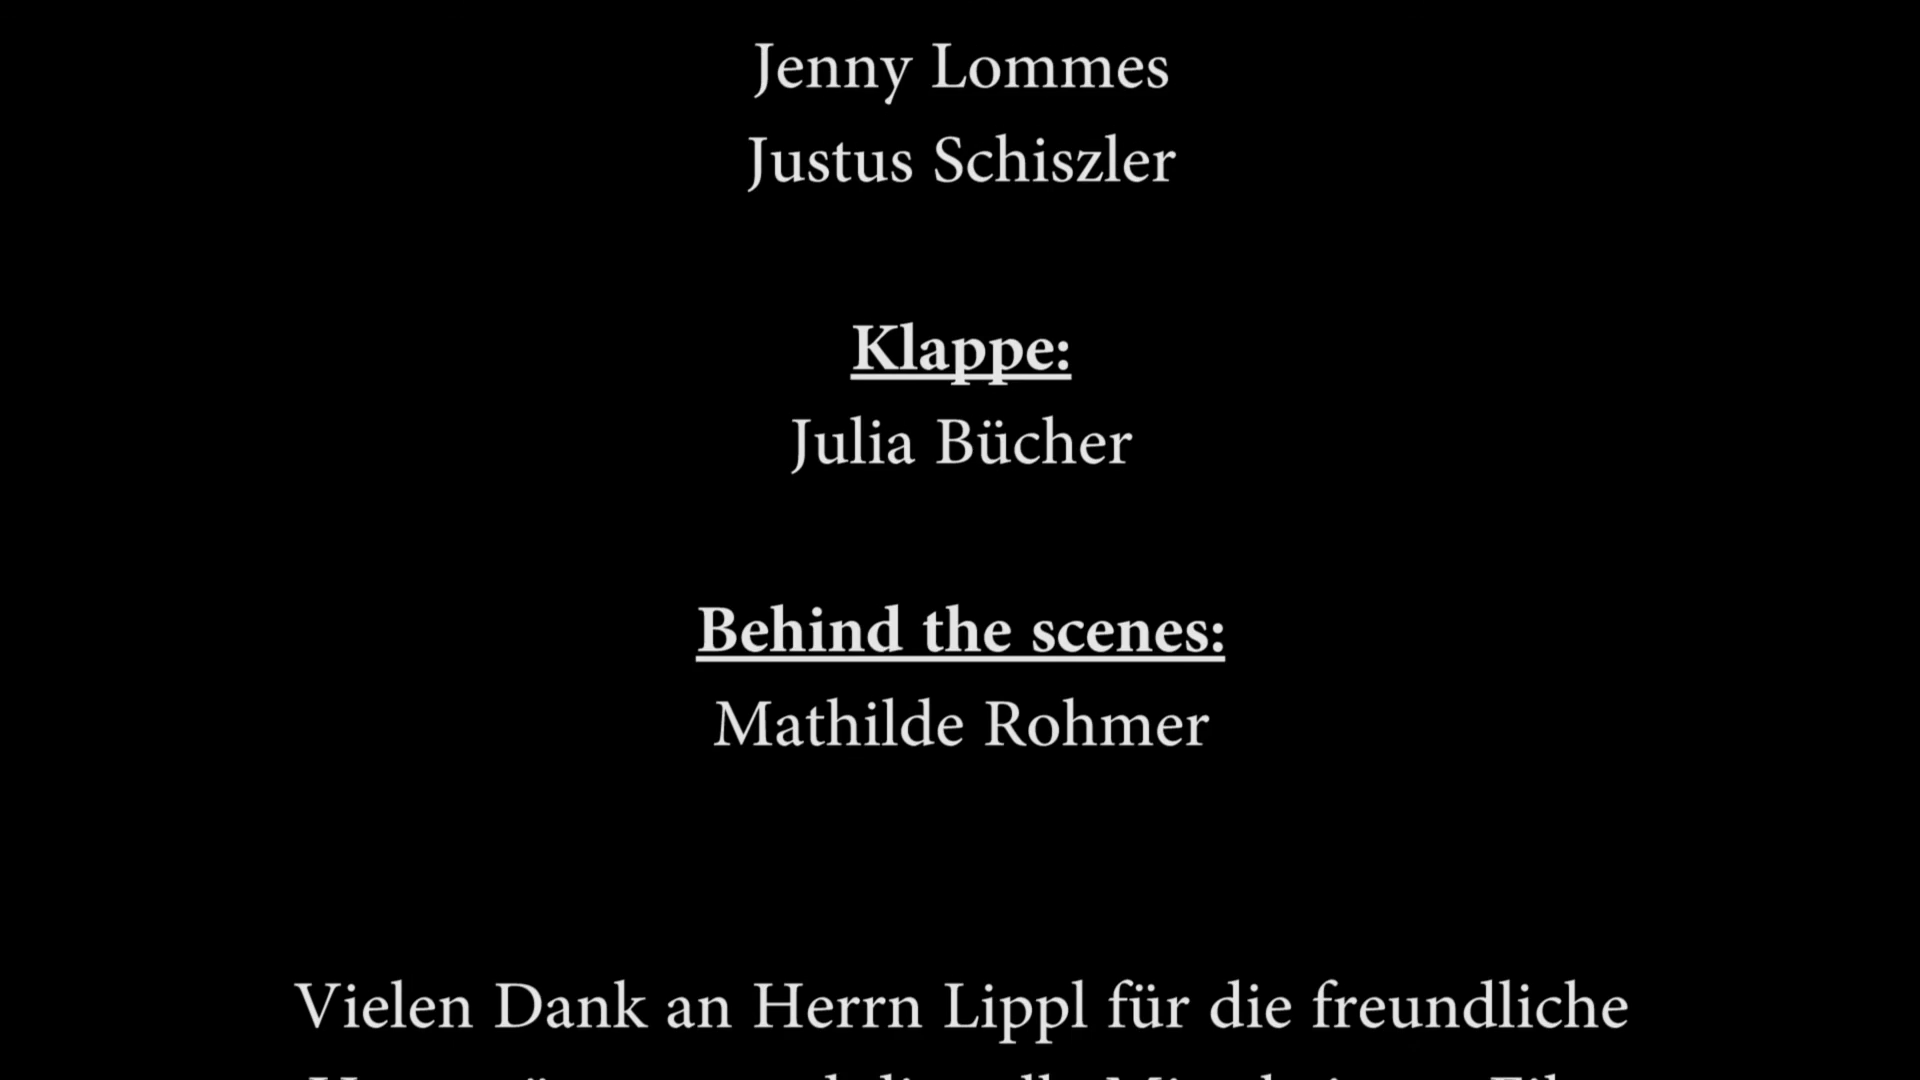 Jenny Lommes
Justus Schiszler
Klappe:
Julia Bücher
Behind the scenes:
Mathilde Rohmer
Vielen Dank an Herrn Lippl für die freundliche